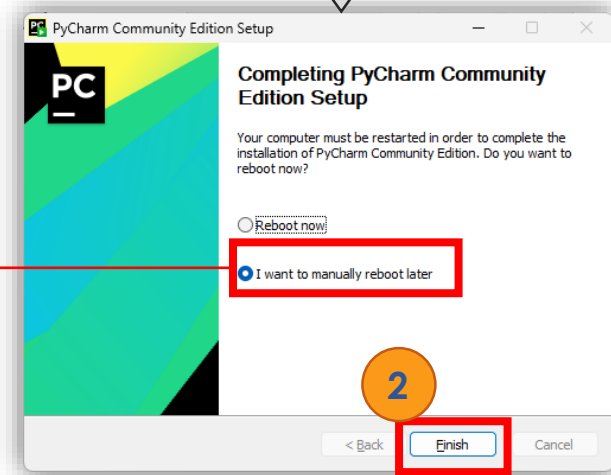 PyCharm Community Edition Setup
PC
Completing PyCharm Community
Edition Setup
Your computer must be restarted in order to complete the
installation of PyCharm Community Edition. Do you want to
reboot now?
Reboot now
I want to manually reboot later
2
< Back
Finish
Cancel